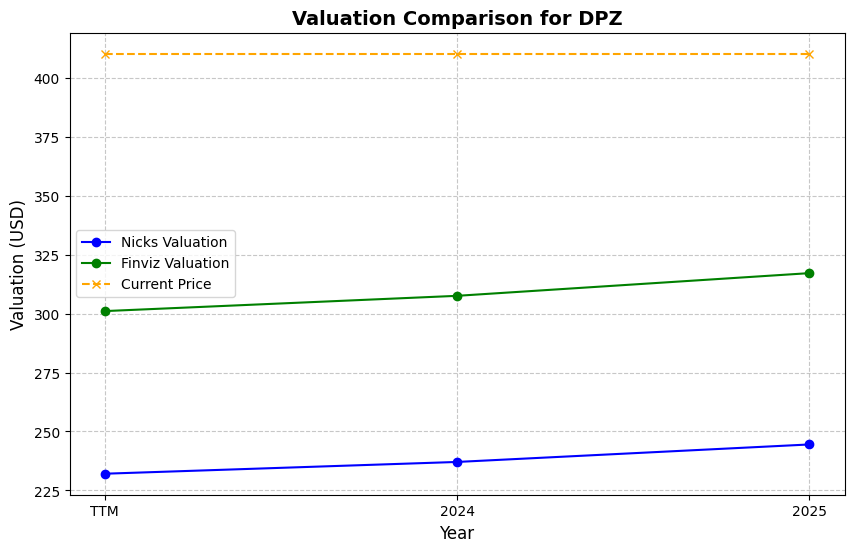 Valuation Comparison for DPZ
Valuation (USD)
400
375
350
325
300
275
250
225
Nicks Valuation
Finviz Valuation
Current Price
TTM
2024
2025
Year